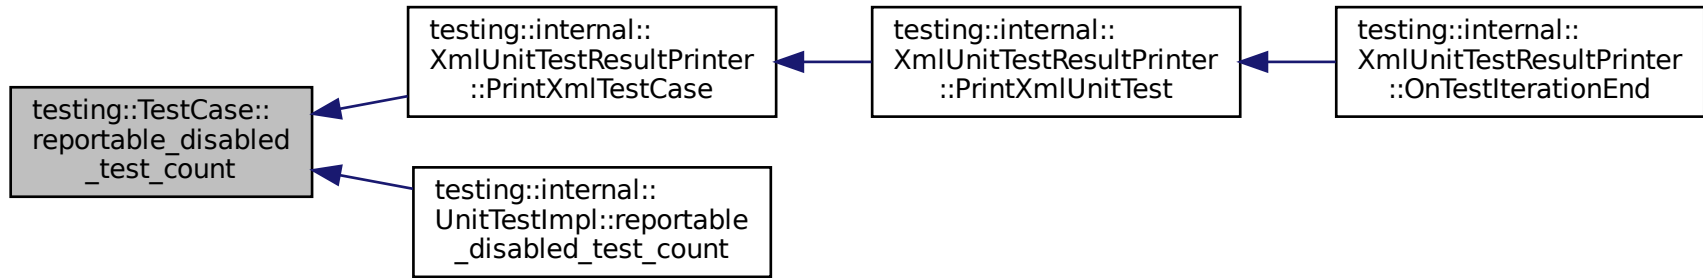 testing::TestCase::
reportable_disabled
_test_count
testing::internal::
XmlUnitTestResultPrinter
::PrintXmlTestCase
testing::internal::
XmlUnitTestResultPrinter
::PrintXmlUnitTest
testing::internal::
XmlUnitTestResultPrinter
::OnTestIterationEnd
testing::internal::
UnitTestImpl::reportable
_disabled_test_count